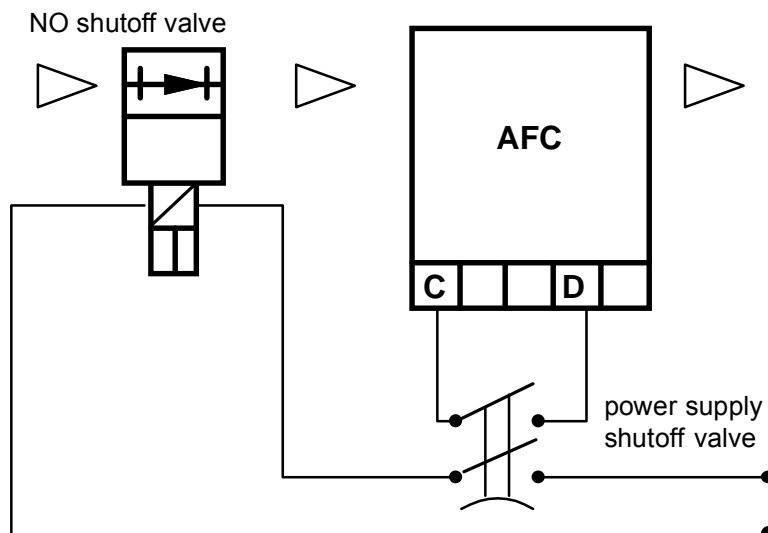 NO shutoff valve
AFC
C
D
power supply
shutoff valve